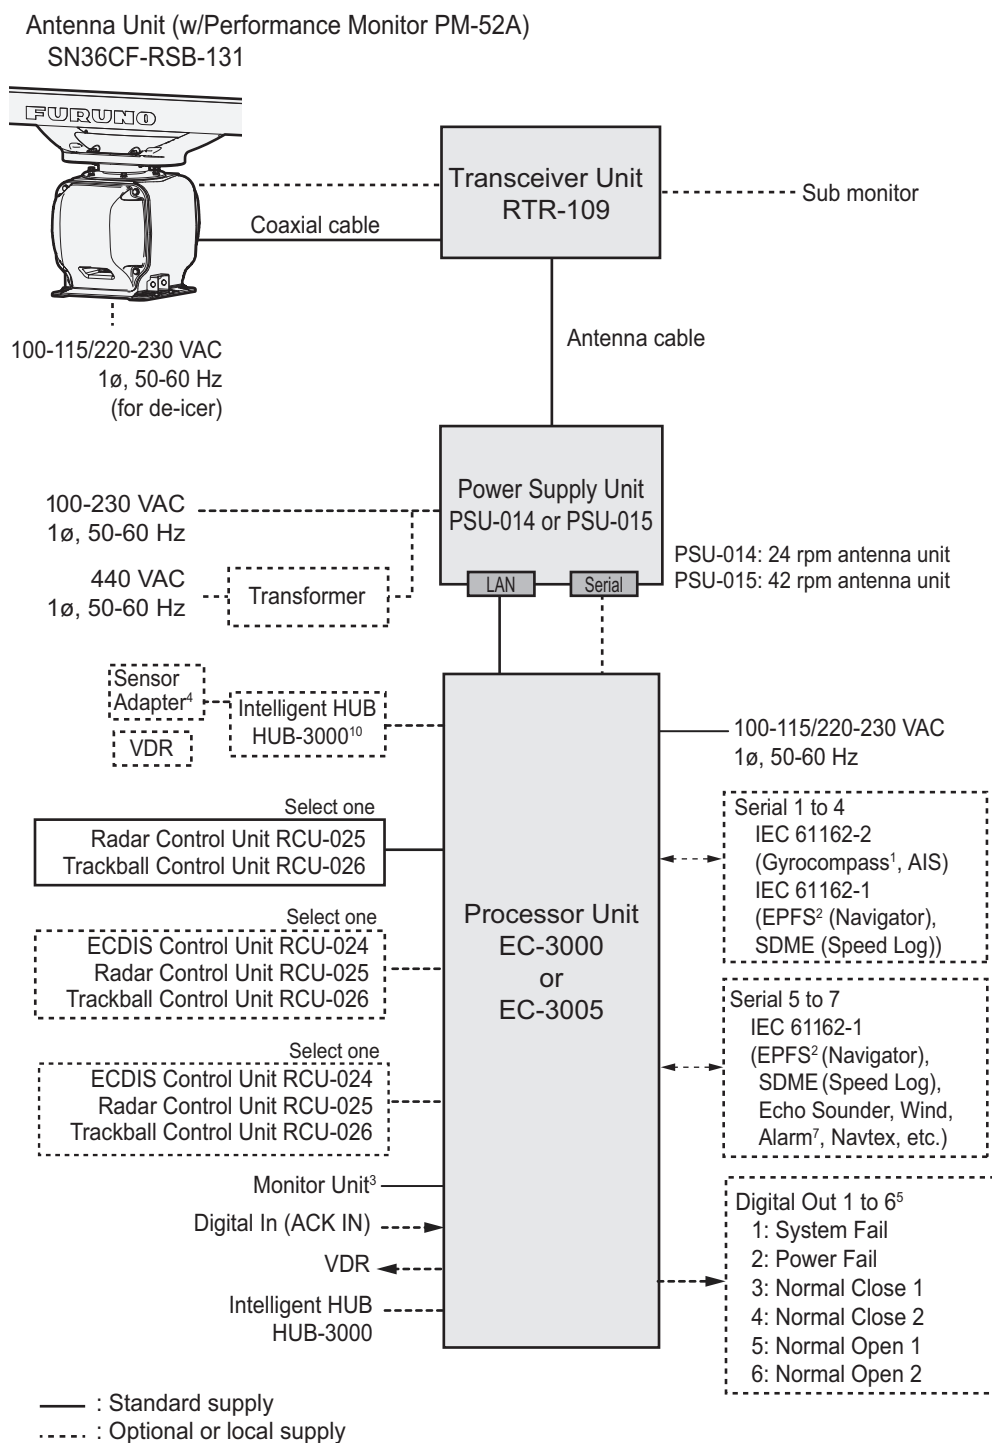 Antenna Unit (w/Performance Monitor PM-52A)
SN36CF-RSB-131
FURUNO
Transceiver Unit
RTR-109
Sub monitor
Coaxial cable
Antenna cable
100-115/220-230 VAC
1ø, 50-60 Hz
(for de-icer)
Power Supply Unit
PSU-014 or PSU-015
100-230 VAC
1ø, 50-60 Hz
440 VAC
1ø, 50-60 Hz
Transformer
LAN
Serial
PSU-014: 24 rpm antenna unit
PSU-015: 42 rpm antenna unit
Sensor
Adapter⁴
VDR
Intelligent HUB
HUB-3000¹⁰
100-115/220-230 VAC
1ø, 50-60 Hz
Select one
Radar Control Unit RCU-025
Trackball Control Unit RCU-026
Select one
ECDIS Control Unit RCU-024
Radar Control Unit RCU-025
Trackball Control Unit RCU-026
Select one
ECDIS Control Unit RCU-024
Radar Control Unit RCU-025
Trackball Control Unit RCU-026
Processor Unit
EC-3000
or
EC-3005
Serial 1 to 4
IEC 61162-2
(Gyrocompass¹, AIS)
IEC 61162-1
(EPFS² (Navigator),
SDME (Speed Log))
Serial 5 to 7
IEC 61162-1
(EPFS² (Navigator),
SDME (Speed Log),
Echo Sounder, Wind,
Alarm⁷, Navtex, etc.)
Monitor Unit³
Digital In (ACK IN)
VDR
Intelligent HUB
HUB-3000
Digital Out 1 to 6⁵
1: System Fail
2: Power Fail
3: Normal Close 1
4: Normal Close 2
5: Normal Open 1
6: Normal Open 2
: Standard supply
: Optional or local supply